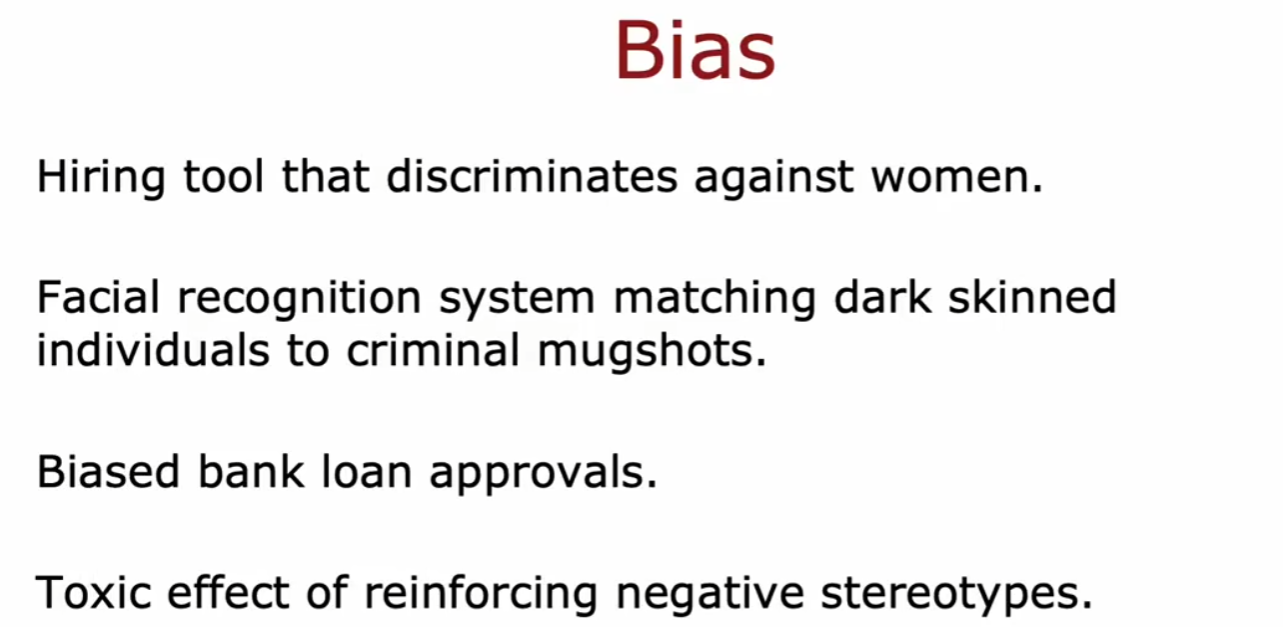 Bias
Hiring tool that discriminates against women.
Facial recognition system matching dark skinned
individuals to criminal mugshots.
Biased bank loan approvals.
Toxic effect of reinforcing negative stereotypes.